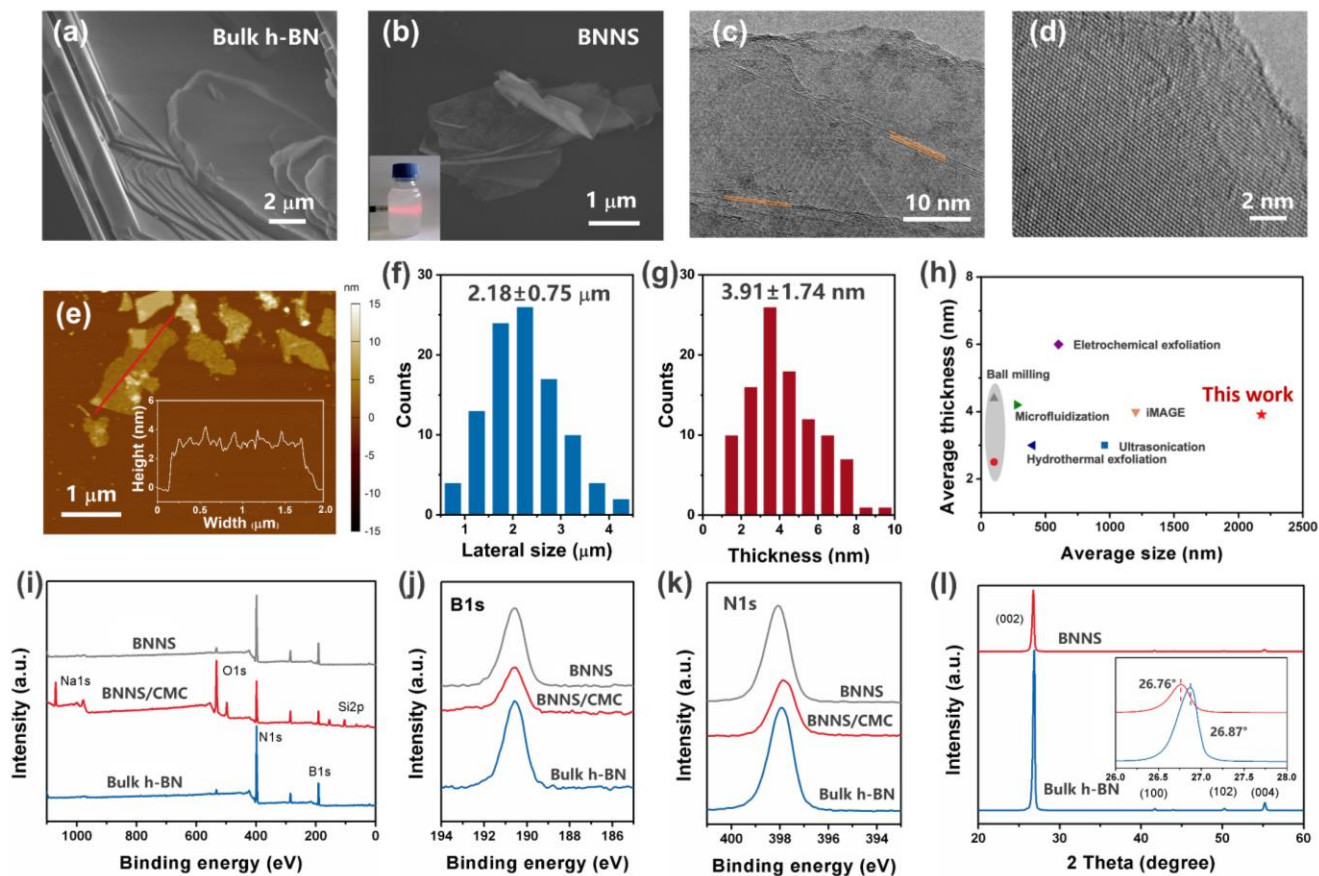 (a)
Bulk h-BN
2 μm
(b)
BNNS
1 μm
(c)
10 nm
(d)
2 nm
(e)
1 μm
Height (nm)
6
4
2
0
0
0.5
1.0
1.5
2.0
Width (μm)
nm
15
10
5
0
-5
-10
-15
(f)
2.18±0.75 μm
Counts
30
20
10
0
1
2
3
4
Lateral size (μm)
(g)
3.91±1.74 nm
Counts
30
20
10
0
0
2
4
6
8
10
Thickness (nm)
(h)
Average thickness (nm)
8
6
4
2
Eletrochemical exfoliation
Ball milling
This work
Microfluidization
iMAGE
Ultrasonication
Hydrothermal exfoliation
0
500
1000
1500
2000
2500
Average size (nm)
(i)
Intensity (a.u.)
BNNS
Na1s
O1s
BNNS/CMC
Si2p
N1s
Bulk h-BN
B1s
1000
800
600
400
200
0
Binding energy (eV)
(j)
B1s
Intensity (a.u.)
BNNS
BNNS/CMC
Bulk h-BN
194
192
190
188
186
Binding energy (eV)
(k)
N1s
Intensity (a.u.)
BNNS
BNNS/CMC
Bulk h-BN
400
398
396
394
Binding energy (eV)
(l)
Intensity (a.u.)
(002)
BNNS
26.76°
26.87°
26.0
26.5
27.0
27.5
28.0
Bulk h-BN
(100)
(102)
(004)
20
30
40
50
60
2 Theta (degree)